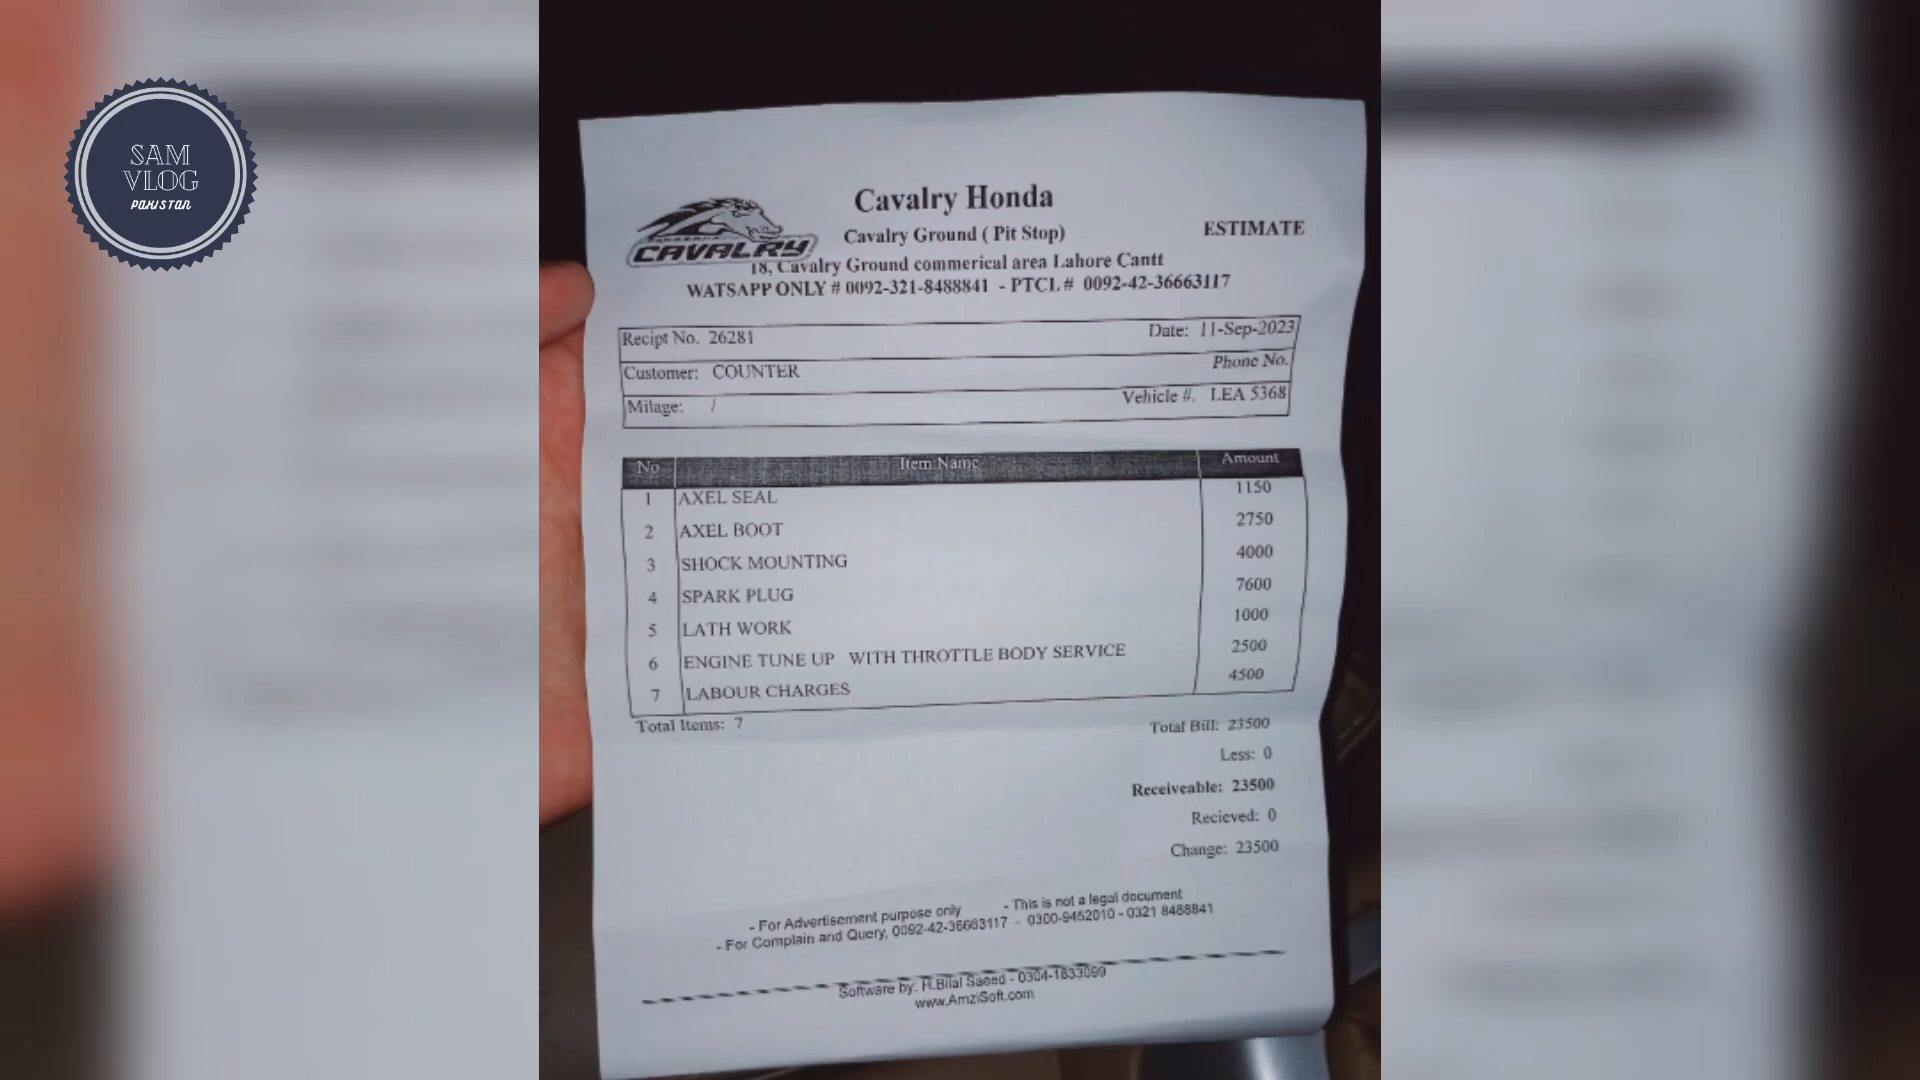 SAM
VLOG
PAKISTAN
Cavalry Honda
CAVALRY
Cavalry Ground ( Pit Stop)
ESTIMATE
18, Cavalry Ground commerical area Lahore Cantt
WATSAPP ONLY # 0092-321-8488841 - PTCL # 0092-42-36663117
Recipt No. 26281 Date: 11-Sep-2023
Customer: COUNTER Phone No.
Milage: / Vehicle #. LEA 5368
No Item Name Amount
1 AXEL SEAL 1150
2 AXEL BOOT 2750
3 SHOCK MOUNTING 4000
4 SPARK PLUG 7600
5 LATH WORK 1000
6 ENGINE TUNE UP WITH THROTTLE BODY SERVICE 2500
7 LABOUR CHARGES 4500
Total Items: 7 Total Bill: 23500
Less: 0
Receiveable: 23500
Recieved: 0
Change: 23500
- For Advertisement purpose only - This is not a legal document
- For Complain and Query, 0092-42-36663117 - 0300-9452010 - 0321 8488841
Software by: H.Bilal Saeed - 0304-1833099
www.AmziSoft.com